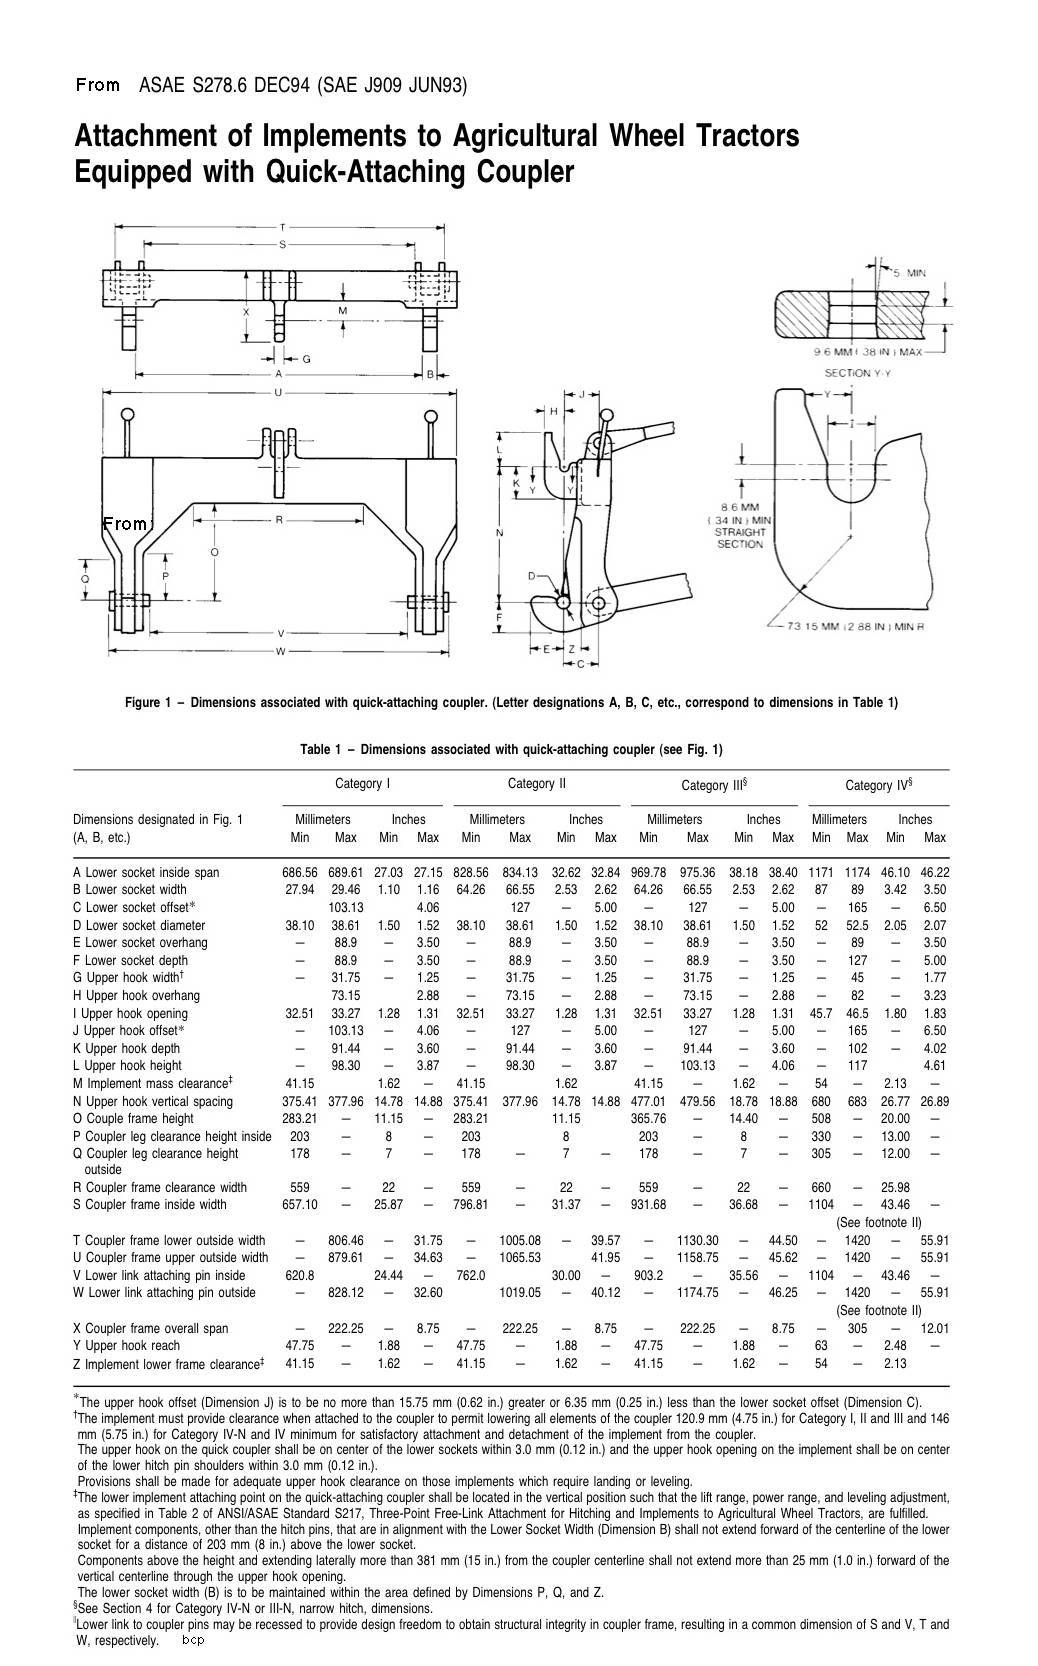 From ASAE S278.6 DEC94 (SAE J909 JUN93)
Attachment of Implements to Agricultural Wheel Tractors
Equipped with Quick-Attaching Coupler
T
S
X
M
G
A
B
U
From
R
O
Q
P
V
W
J
H
L
K
Y
Y
N
D
F
E
Z
C
5 MIN
9.6 MM (.38 IN ) MAX
SECTION Y-Y
Y
I
8.6 MM
(.34 IN ) MIN
STRAIGHT
SECTION
73.15 MM (2.88 IN ) MIN R
Figure 1 – Dimensions associated with quick-attaching coupler. (Letter designations A, B, C, etc., correspond to dimensions in Table 1)
Table 1 – Dimensions associated with quick-attaching coupler (see Fig. 1)
Category I Category II Category III§ Category IV§
Dimensions designated in Fig. 1 Millimeters Inches Millimeters Inches Millimeters Inches Millimeters Inches
(A, B, etc.) Min Max Min Max Min Max Min Max Min Max Min Max Min Max Min Max
A Lower socket inside span 686.56 689.61 27.03 27.15 828.56 834.13 32.62 32.84 969.78 975.36 38.18 38.40 1171 1174 46.10 46.22
B Lower socket width 27.94 29.46 1.10 1.16 64.26 66.55 2.53 2.62 64.26 66.55 2.53 2.62 87 89 3.42 3.50
C Lower socket offset* 103.13 4.06 127 – 5.00 – 127 – 5.00 – 165 – 6.50
D Lower socket diameter 38.10 38.61 1.50 1.52 38.10 38.61 1.50 1.52 38.10 38.61 1.50 1.52 52 52.5 2.05 2.07
E Lower socket overhang – 88.9 – 3.50 – 88.9 – 3.50 – 88.9 – 3.50 – 89 – 3.50
F Lower socket depth – 88.9 – 3.50 – 88.9 – 3.50 – 88.9 – 3.50 – 127 – 5.00
G Upper hook width† – 31.75 – 1.25 – 31.75 – 1.25 – 31.75 – 1.25 – 45 – 1.77
H Upper hook overhang 73.15 2.88 – 73.15 – 2.88 – 73.15 – 2.88 – 82 – 3.23
I Upper hook opening 32.51 33.27 1.28 1.31 32.51 33.27 1.28 1.31 32.51 33.27 1.28 1.31 45.7 46.5 1.80 1.83
J Upper hook offset* – 103.13 – 4.06 – 127 – 5.00 – 127 – 5.00 – 165 – 6.50
K Upper hook depth – 91.44 – 3.60 – 91.44 – 3.60 – 91.44 – 3.60 – 102 – 4.02
L Upper hook height – 98.30 – 3.87 – 98.30 – 3.87 – 103.13 – 4.06 – 117 4.61
M Implement mass clearance‡ 41.15 1.62 – 41.15 1.62 41.15 – 1.62 – 54 – 2.13 –
N Upper hook vertical spacing 375.41 377.96 14.78 14.88 375.41 377.96 14.78 14.88 477.01 479.56 18.78 18.88 680 683 26.77 26.89
O Couple frame height 283.21 – 11.15 – 283.21 11.15 365.76 – 14.40 – 508 – 20.00 –
P Coupler leg clearance height inside 203 – 8 – 203 8 203 – 8 – 330 – 13.00 –
Q Coupler leg clearance height 178 – 7 – 178 – 7 – 178 – 7 – 305 – 12.00 –
outside
R Coupler frame clearance width 559 – 22 – 559 – 22 – 559 – 22 – 660 – 25.98
S Coupler frame inside width 657.10 – 25.87 – 796.81 – 31.37 – 931.68 – 36.68 – 1104 – 43.46 –
(See footnote II)
T Coupler frame lower outside width – 806.46 – 31.75 – 1005.08 – 39.57 – 1130.30 – 44.50 – 1420 – 55.91
U Coupler frame upper outside width – 879.61 – 34.63 – 1065.53 41.95 – 1158.75 – 45.62 – 1420 – 55.91
V Lower link attaching pin inside 620.8 24.44 – 762.0 30.00 – 903.2 – 35.56 – 1104 – 43.46 –
W Lower link attaching pin outside – 828.12 – 32.60 1019.05 – 40.12 – 1174.75 – 46.25 – 1420 – 55.91
(See footnote II)
X Coupler frame overall span – 222.25 – 8.75 – 222.25 – 8.75 – 222.25 – 8.75 – 305 – 12.01
Y Upper hook reach 47.75 – 1.88 – 47.75 – 1.88 – 47.75 – 1.88 – 63 – 2.48 –
Z Implement lower frame clearance‡ 41.15 – 1.62 – 41.15 – 1.62 – 41.15 – 1.62 – 54 – 2.13
*The upper hook offset (Dimension J) is to be no more than 15.75 mm (0.62 in.) greater or 6.35 mm (0.25 in.) less than the lower socket offset (Dimension C).
†The implement must provide clearance when attached to the coupler to permit lowering all elements of the coupler 120.9 mm (4.75 in.) for Category I, II and III and 146
mm (5.75 in.) for Category IV-N and IV minimum for satisfactory attachment and detachment of the implement from the coupler.
The upper hook on the quick coupler shall be on center of the lower sockets within 3.0 mm (0.12 in.) and the upper hook opening on the implement shall be on center
of the lower hitch pin shoulders within 3.0 mm (0.12 in.).
Provisions shall be made for adequate upper hook clearance on those implements which require landing or leveling.
‡The lower implement attaching point on the quick-attaching coupler shall be located in the vertical position such that the lift range, power range, and leveling adjustment,
as specified in Table 2 of ANSI/ASAE Standard S217, Three-Point Free-Link Attachment for Hitching and Implements to Agricultural Wheel Tractors, are fulfilled.
Implement components, other than the hitch pins, that are in alignment with the Lower Socket Width (Dimension B) shall not extend forward of the centerline of the lower
socket for a distance of 203 mm (8 in.) above the lower socket.
Components above the height and extending laterally more than 381 mm (15 in.) from the coupler centerline shall not extend more than 25 mm (1.0 in.) forward of the
vertical centerline through the upper hook opening.
The lower socket width (B) is to be maintained within the area defined by Dimensions P, Q, and Z.
§See Section 4 for Category IV-N or III-N, narrow hitch, dimensions.
‖Lower link to coupler pins may be recessed to provide design freedom to obtain structural integrity in coupler frame, resulting in a common dimension of S and V, T and
W, respectively. bcp